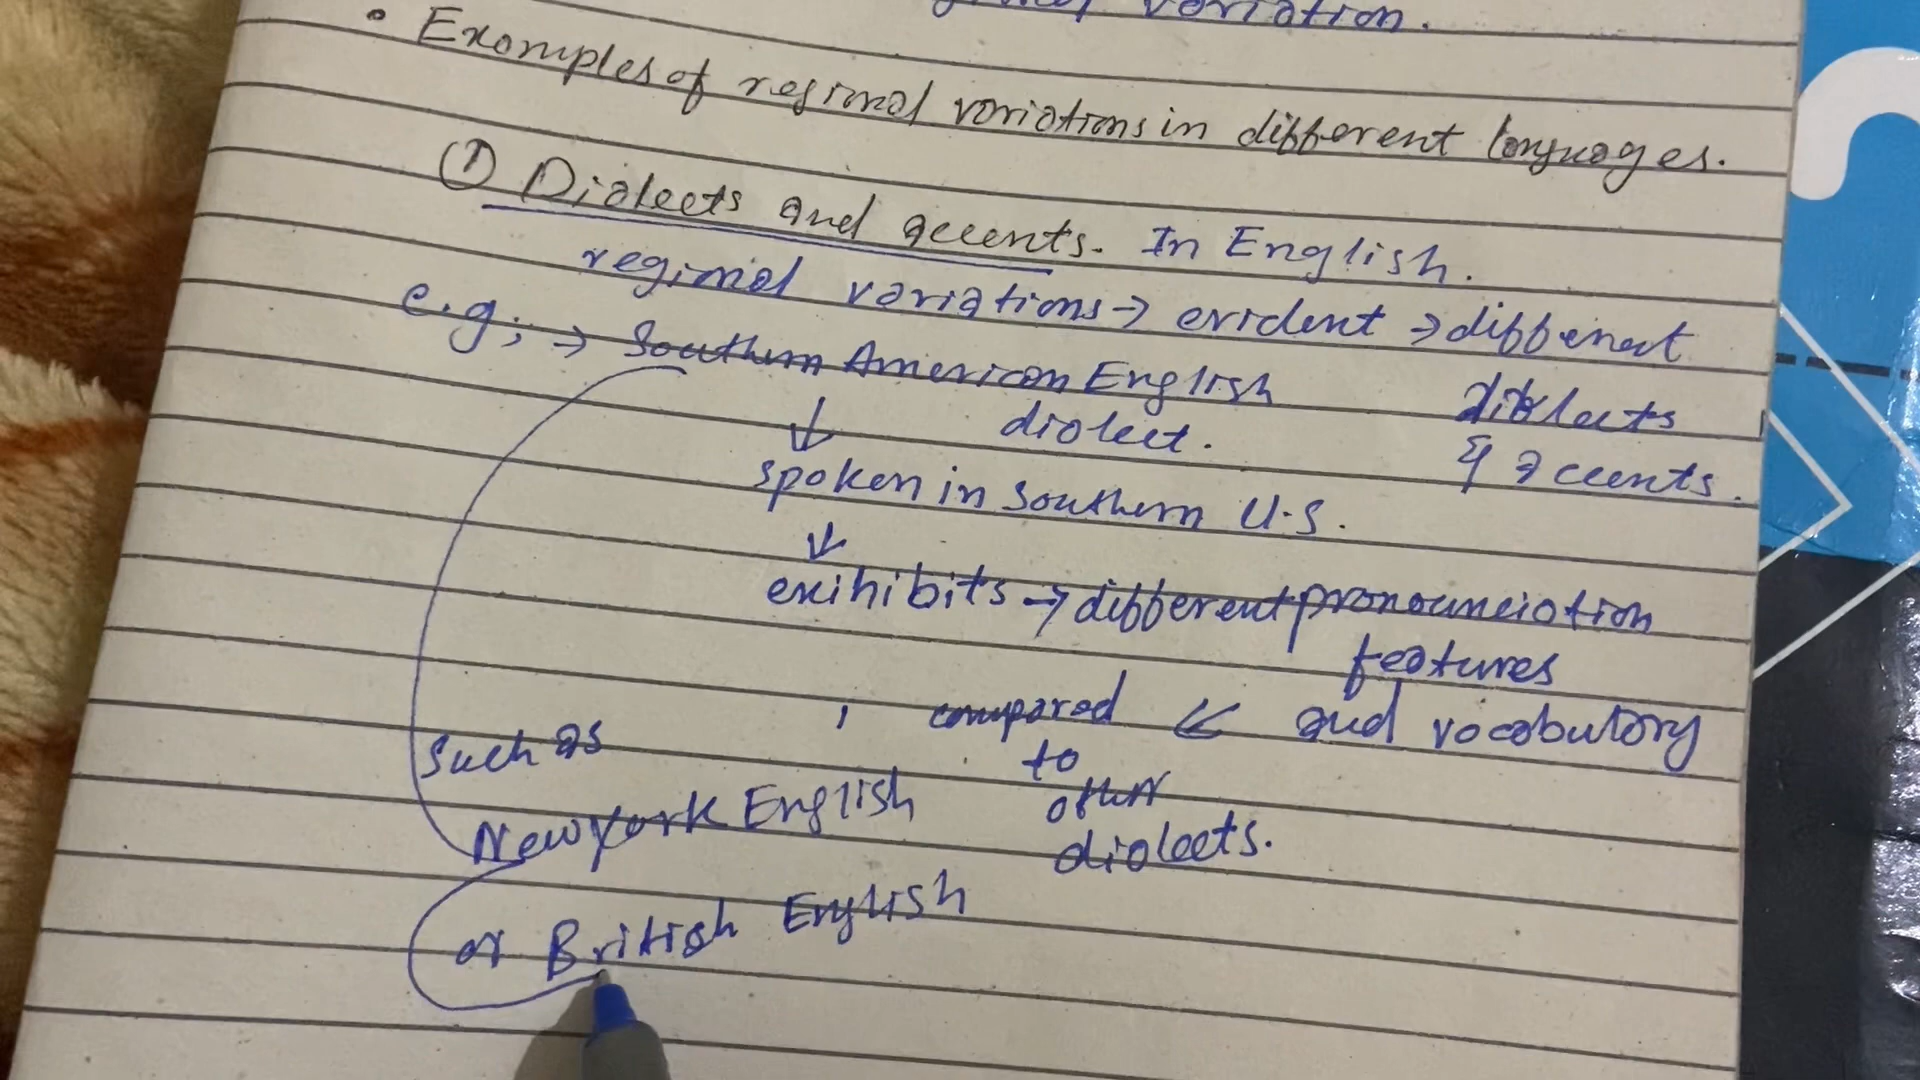 variation.
• Examples of regional variations in different languages.
① Dialects and accents. In English.
regional variations → evident → different
dialects
& accents.
e.g; → Southern American English
dialect.
↓
spoken in Southern U.S.
↓
exihibits → different pronounciation
features
and vocabulary
← compared
to
other
dialects.
Such as
New York English
or British English